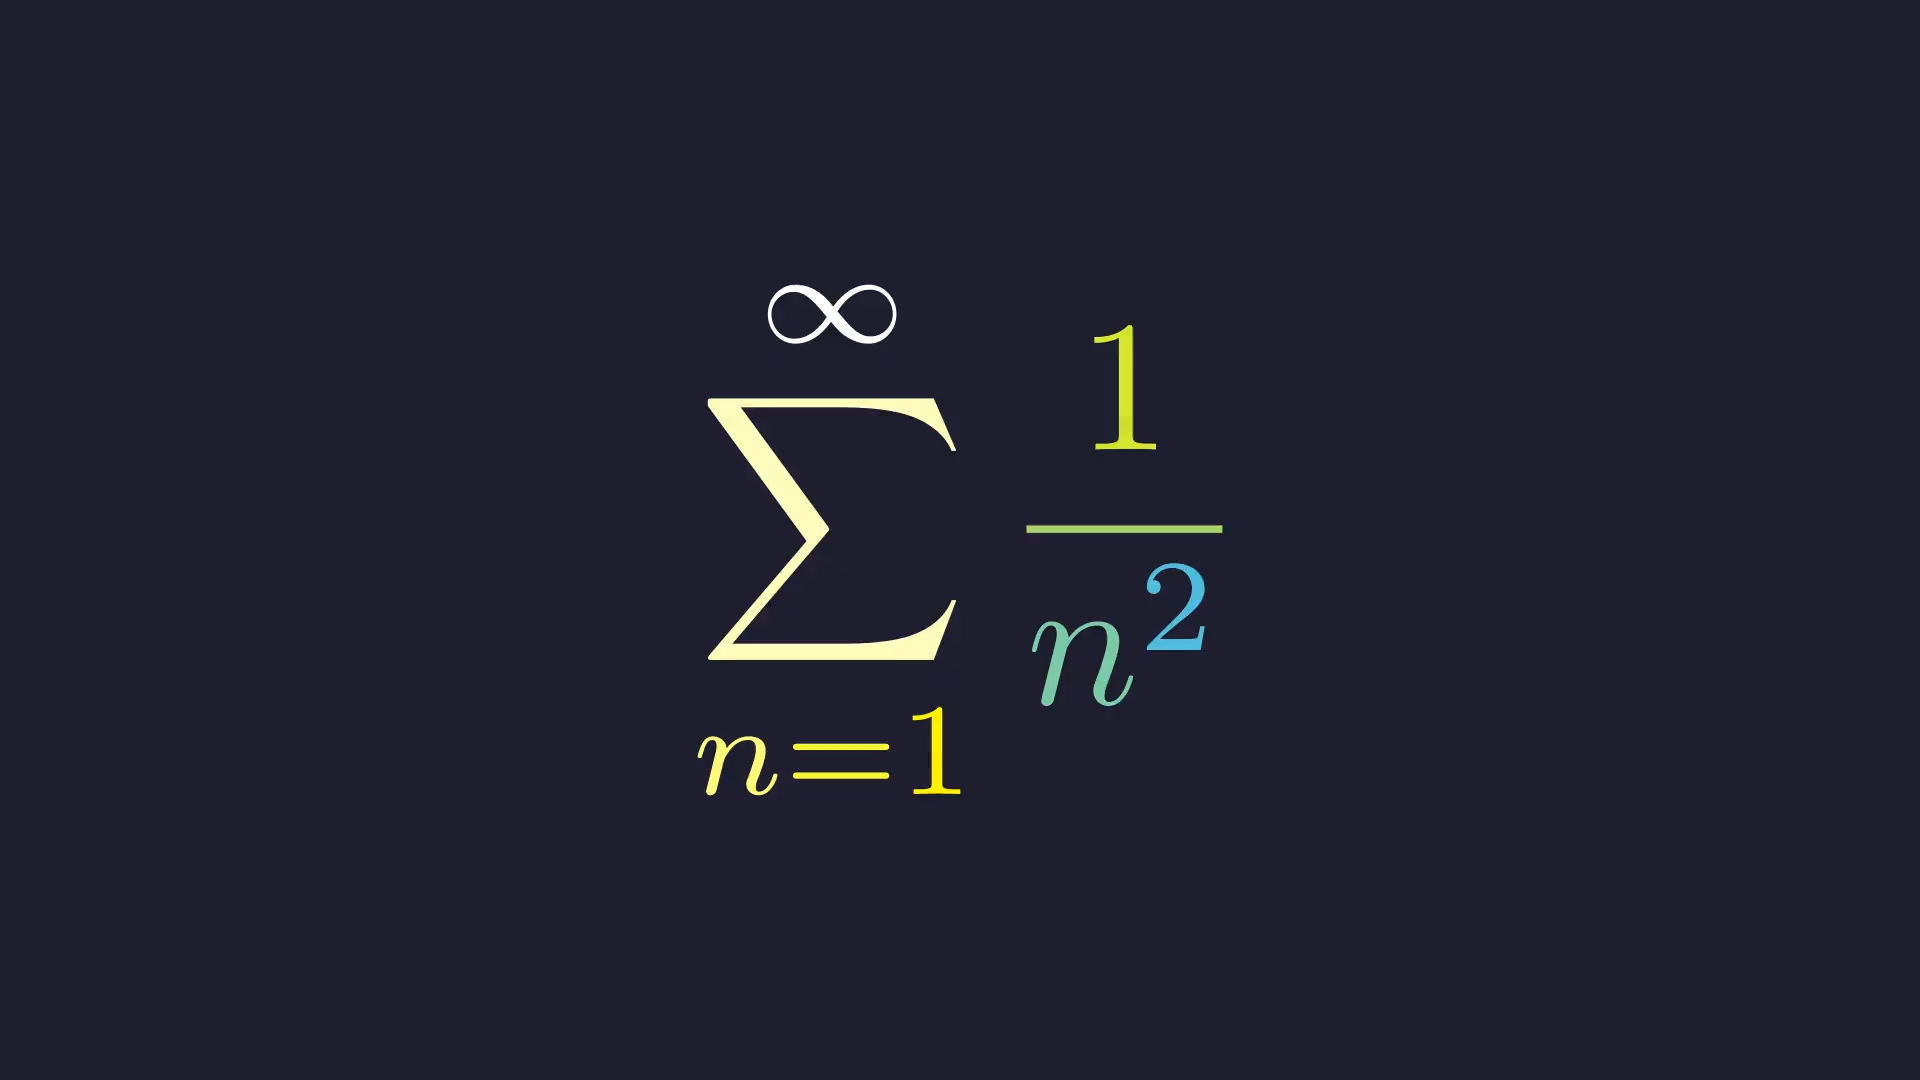 ∞
∑ 1/n²
n=1